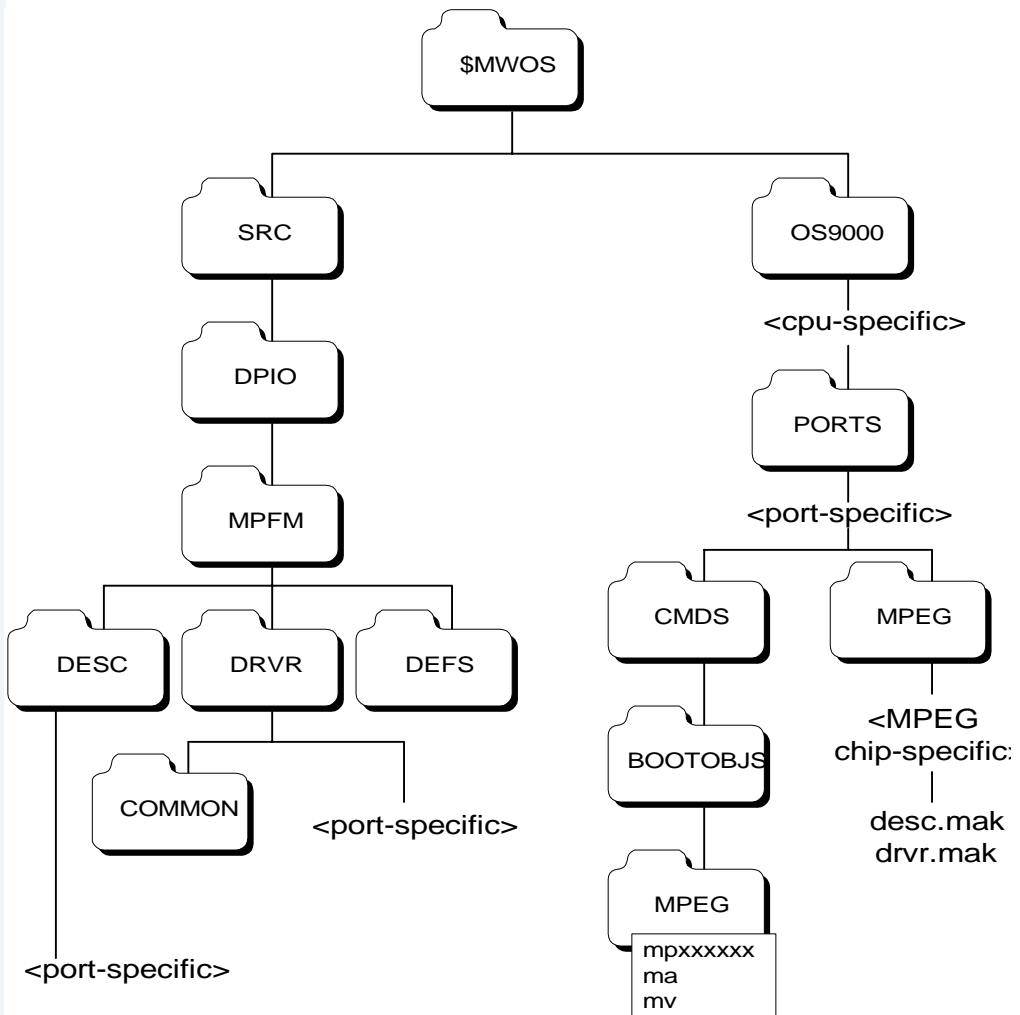 $MWOS
SRC
OS9000
<cpu-specific>
DPIO
PORTS
MPFM
<port-specific>
CMDS
MPEG
DESC
DRVR
DEFS
<MPEG
chip-specific>
BOOTOBJS
COMMON
<port-specific>
desc.mak
drvr.mak
MPEG
mpxxxxxx
ma
mv
<port-specific>